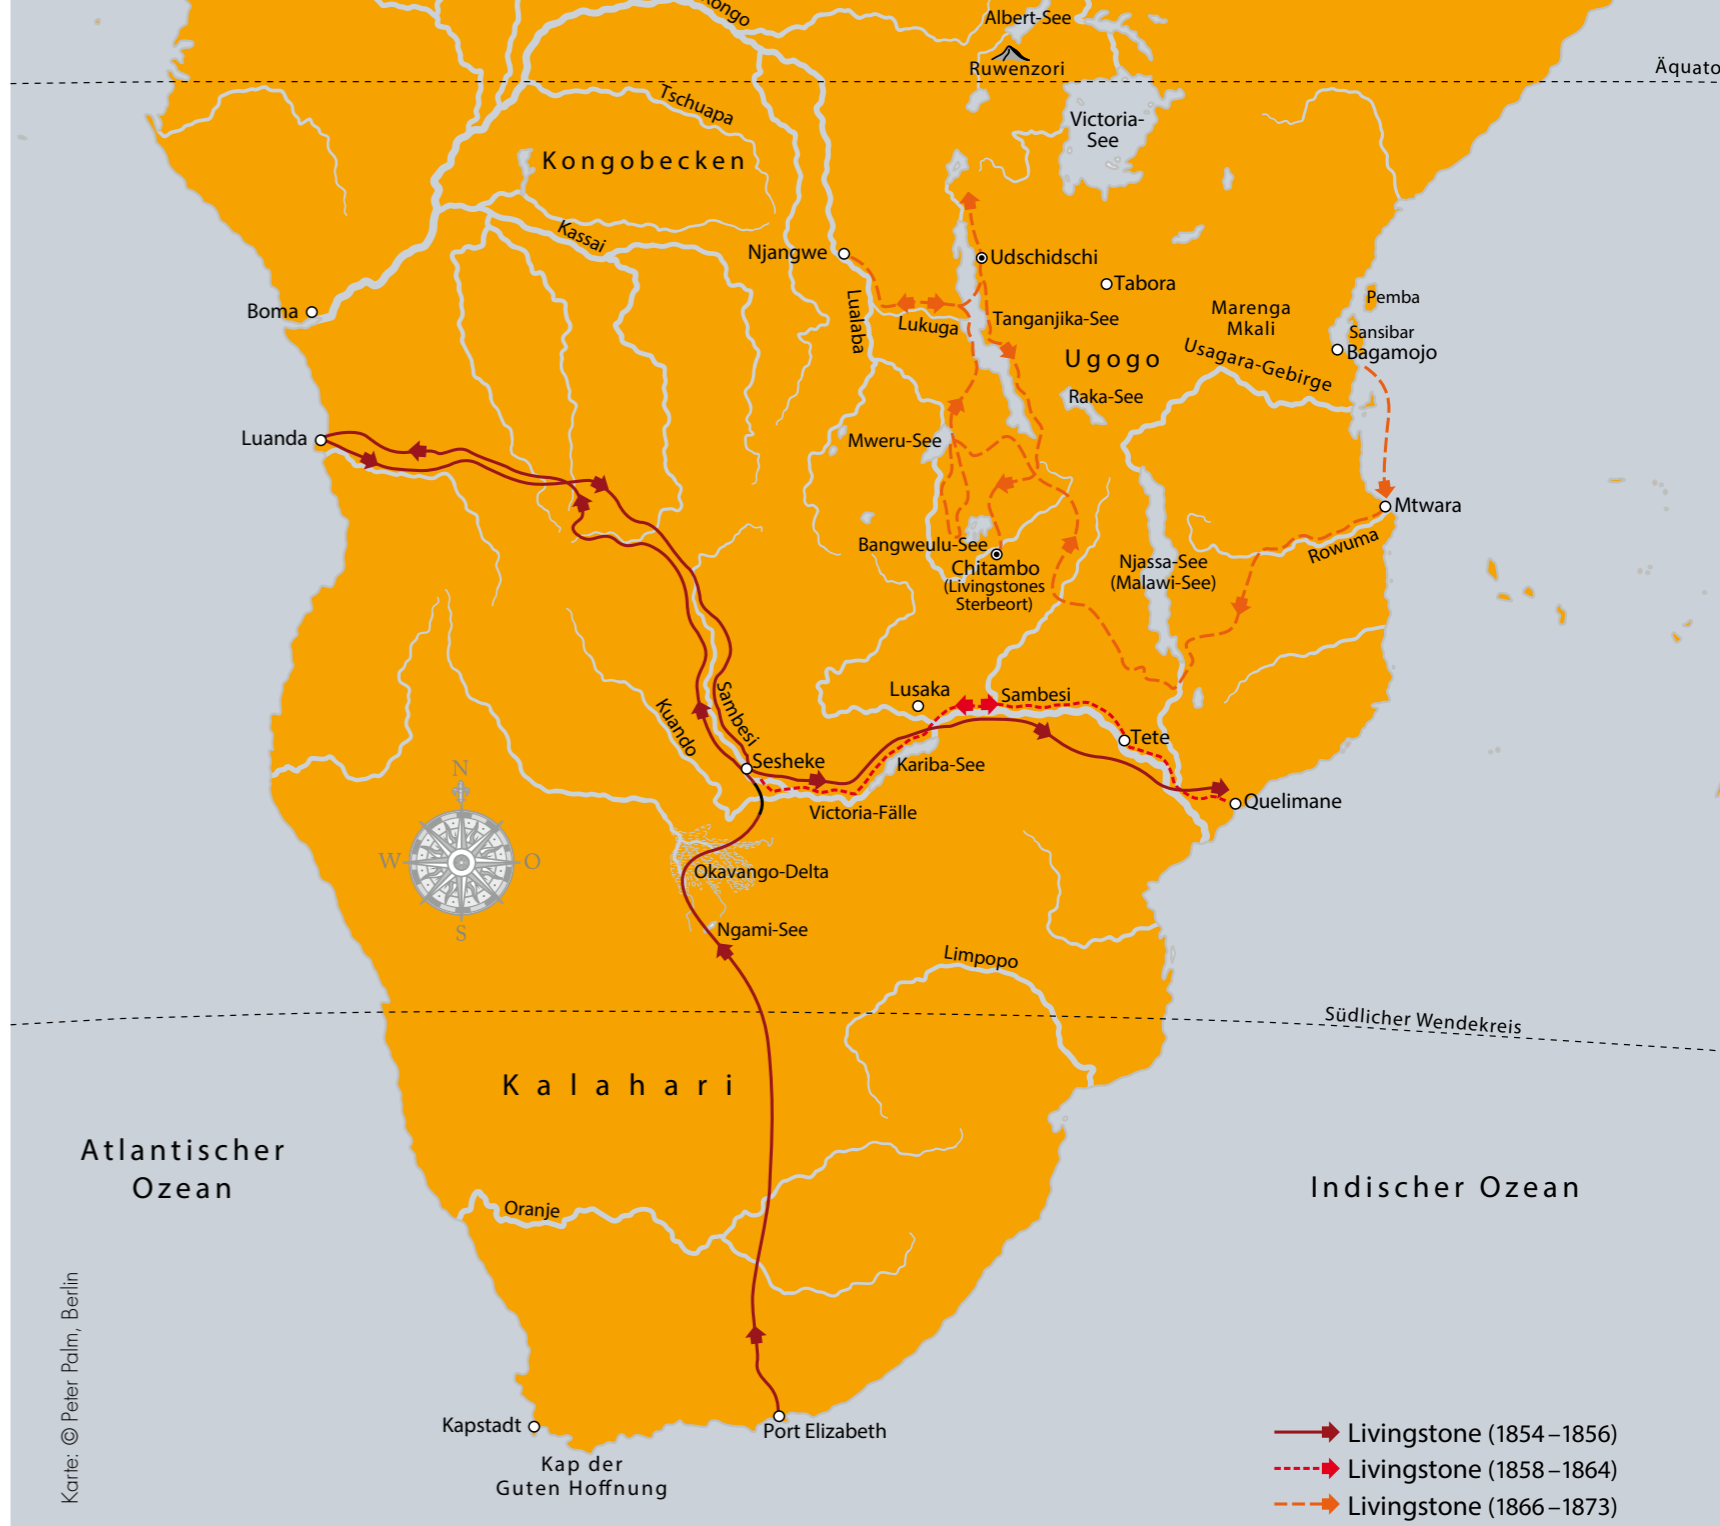 Kongo
Albert-See
Ruwenzori
Äquato
Tschuapa
Victoria-
See
Kongobecken
Kassai
Njangwe
Udschidschi
Tabora
Boma
Lualaba
Lukuga
Tanganjika-See
Marenga
Mkali
Pemba
Sansibar
Bagamojo
Ugogo
Usagara-Gebirge
Raka-See
Luanda
Mweru-See
Mtwara
Bangweulu-See
Chitambo
(Livingstones
Sterbeort)
Njassa-See
(Malawi-See)
Rowuma
Kuando
Sambesi
Lusaka
Sambesi
Tete
Sesheke
Kariba-See
Quelimane
Victoria-Fälle
N
W
O
S
Okavango-Delta
Ngami-See
Limpopo
Südlicher Wendekreis
Kalahari
Atlantischer
Ozean
Indischer Ozean
Oranje
Kapstadt
Port Elizabeth
Kap der
Guten Hoffnung
Livingstone (1854–1856)
Livingstone (1858–1864)
Livingstone (1866–1873)
Karte: © Peter Palm, Berlin